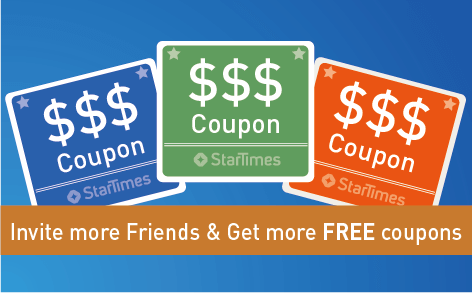 $$$
Coupon
StarTimes
$$$
Coupon
StarTimes
$$$
Coupon
StarTimes
Invite more Friends & Get more FREE coupons